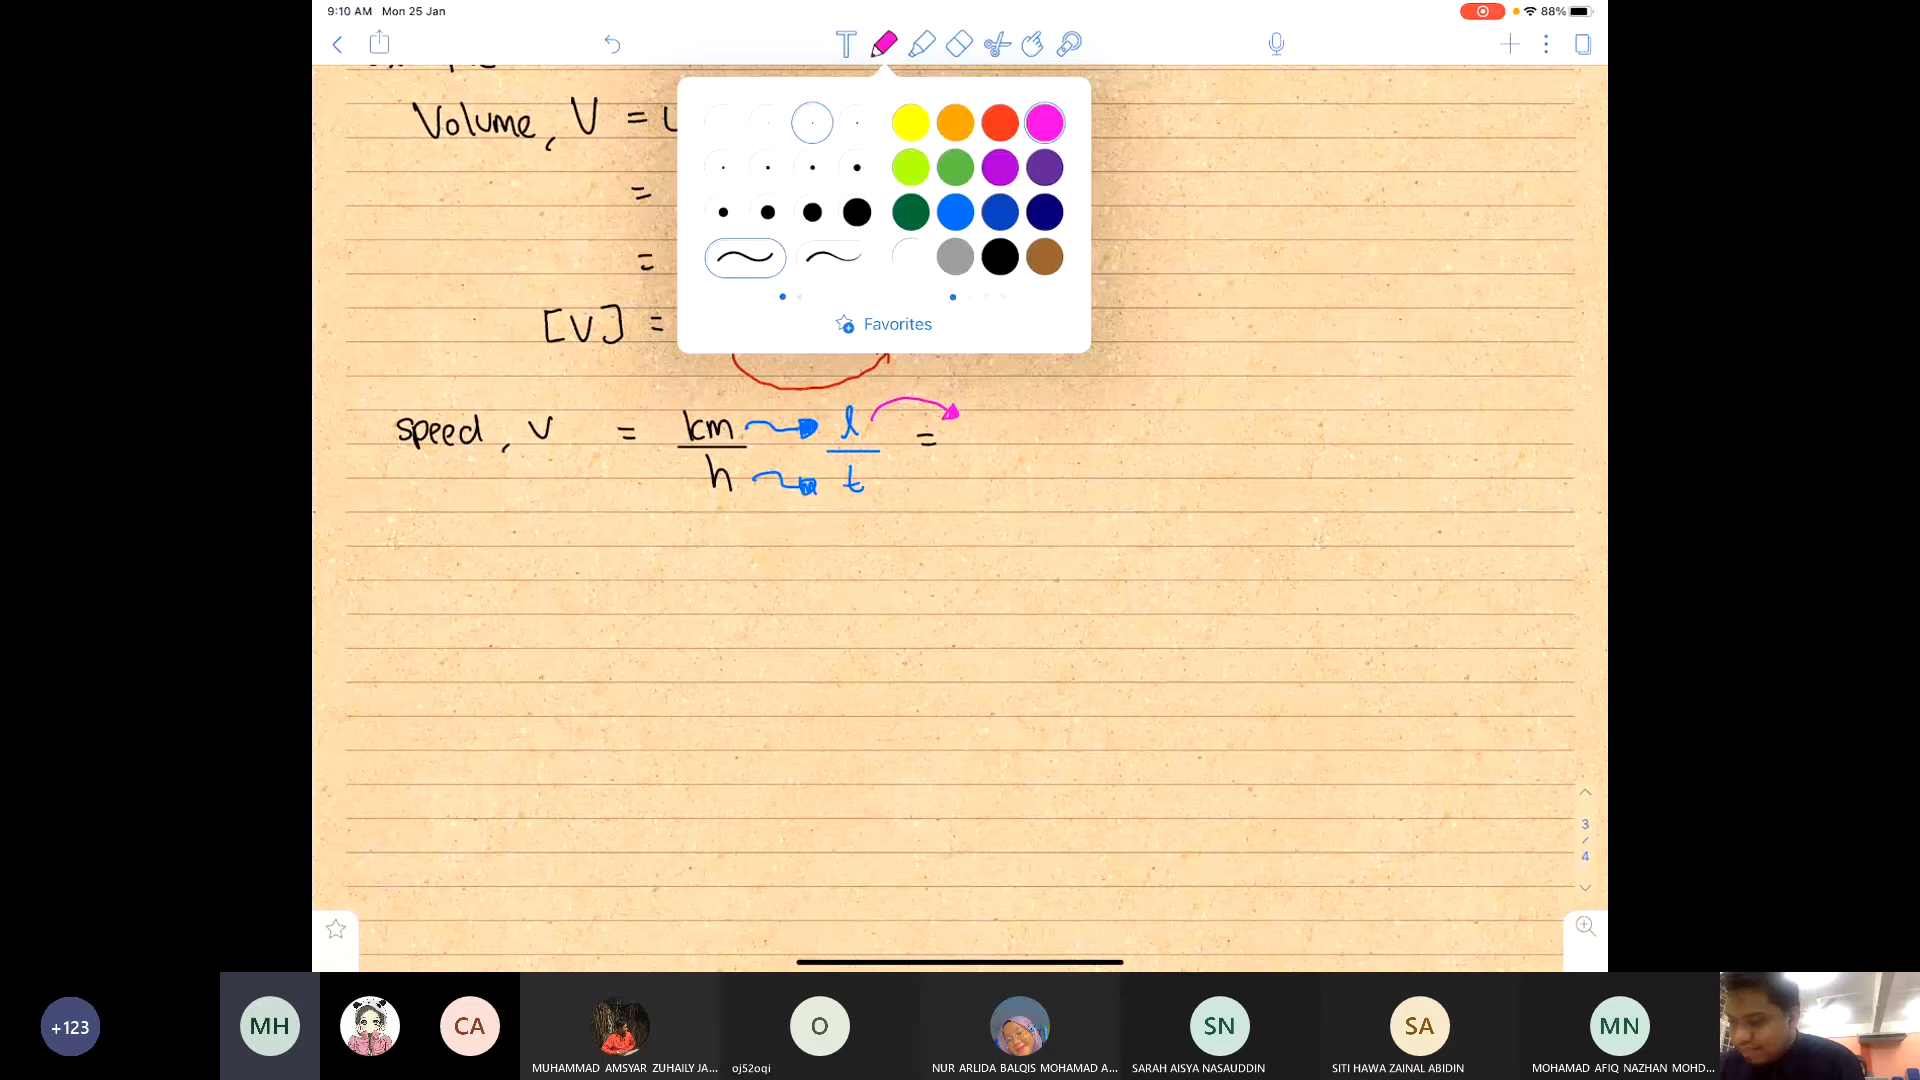 9:10 AM Mon 25 Jan
88%
T
Volume, V =
=
=
[V] =
Favorites
speed, v = km l =
h t
3
/
4
+123
MH
CA
O
SN
SA
MN
MUHAMMAD AMSYAR ZUHAILY JA...
oj52oqi
NUR ARLIDA BALQIS MOHAMAD A...
SARAH AISYA NASAUDDIN
SITI HAWA ZAINAL ABIDIN
MOHAMAD AFIQ NAZHAN MOHD...